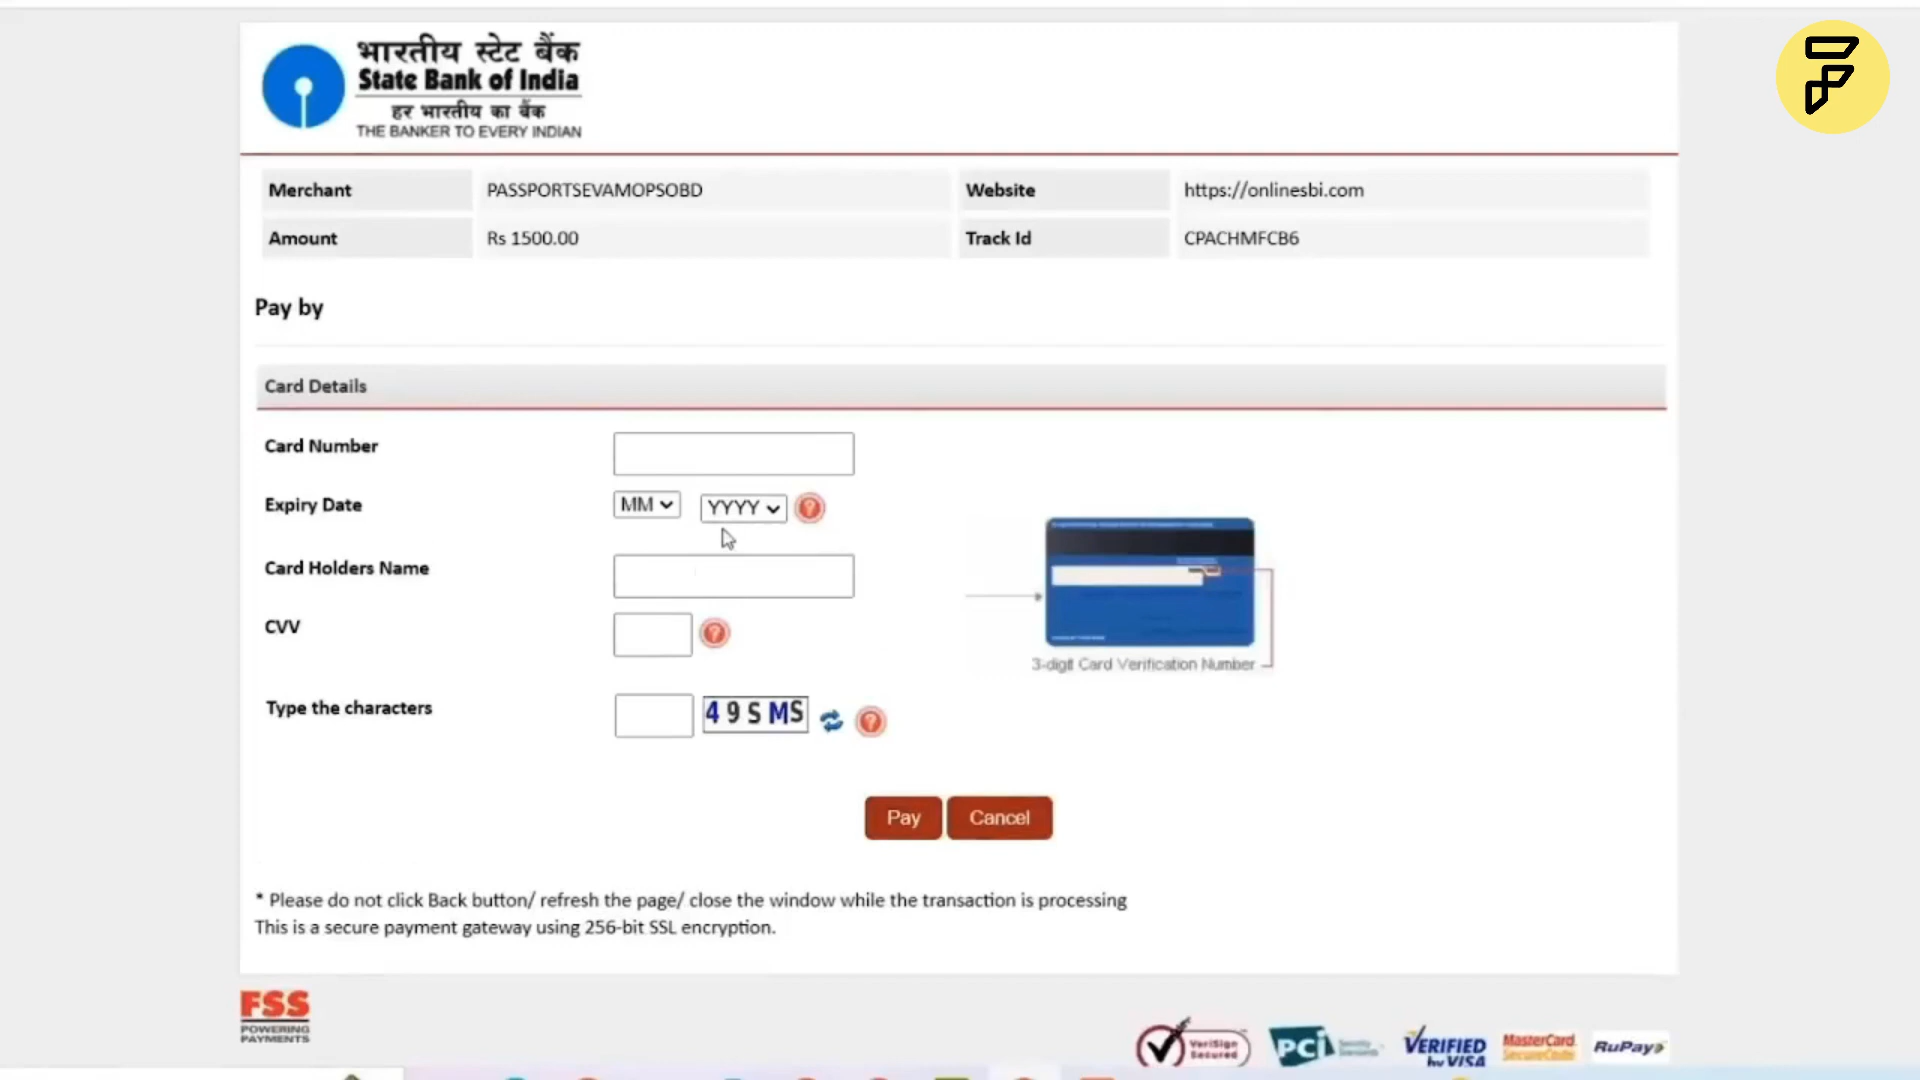 भारतीय स्टेट बैंक
State Bank of India
हर भारतीय का बैंक
THE BANKER TO EVERY INDIAN
Merchant PASSPORTSEVAMOPSOBD Website https://onlinesbi.com
Amount Rs 1500.00 Track Id CPACHMFCB6
Pay by
Card Details
Card Number
Expiry Date MM YYYY ?
Card Holders Name
CVV ?
3-digit Card Verification Number
Type the characters 49SMS ?
Pay Cancel
* Please do not click Back button/ refresh the page/ close the window while the transaction is processing
This is a secure payment gateway using 256-bit SSL encryption.
FSS
POWERING
PAYMENTS
VeriSign
Secured
PCI Security
VERIFIED
by VISA
MasterCard
SecureCode
RuPay